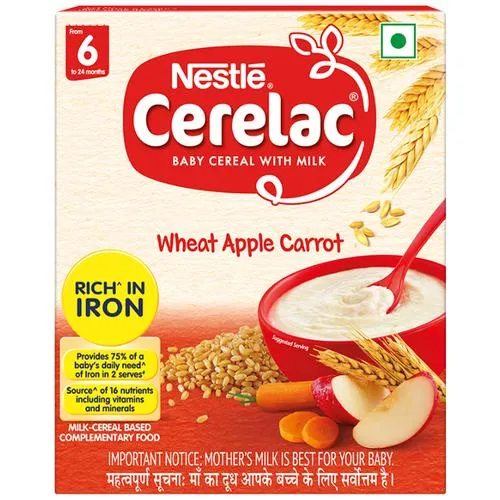 From
6
to 24 months
Nestlé®
Cerelac®
BABY CEREAL WITH MILK
Wheat Apple Carrot
RICH^ IN
IRON
Provides 75% of a
baby's daily need^
of Iron in 2 serves†
Source^ of 16 nutrients
including vitamins
and minerals
MILK-CEREAL BASED
COMPLEMENTARY FOOD
Suggested Serving
IMPORTANT NOTICE: MOTHER'S MILK IS BEST FOR YOUR BABY.
महत्वपूर्ण सूचना: माँ का दूध आपके बच्चे के लिए सर्वोत्तम है।